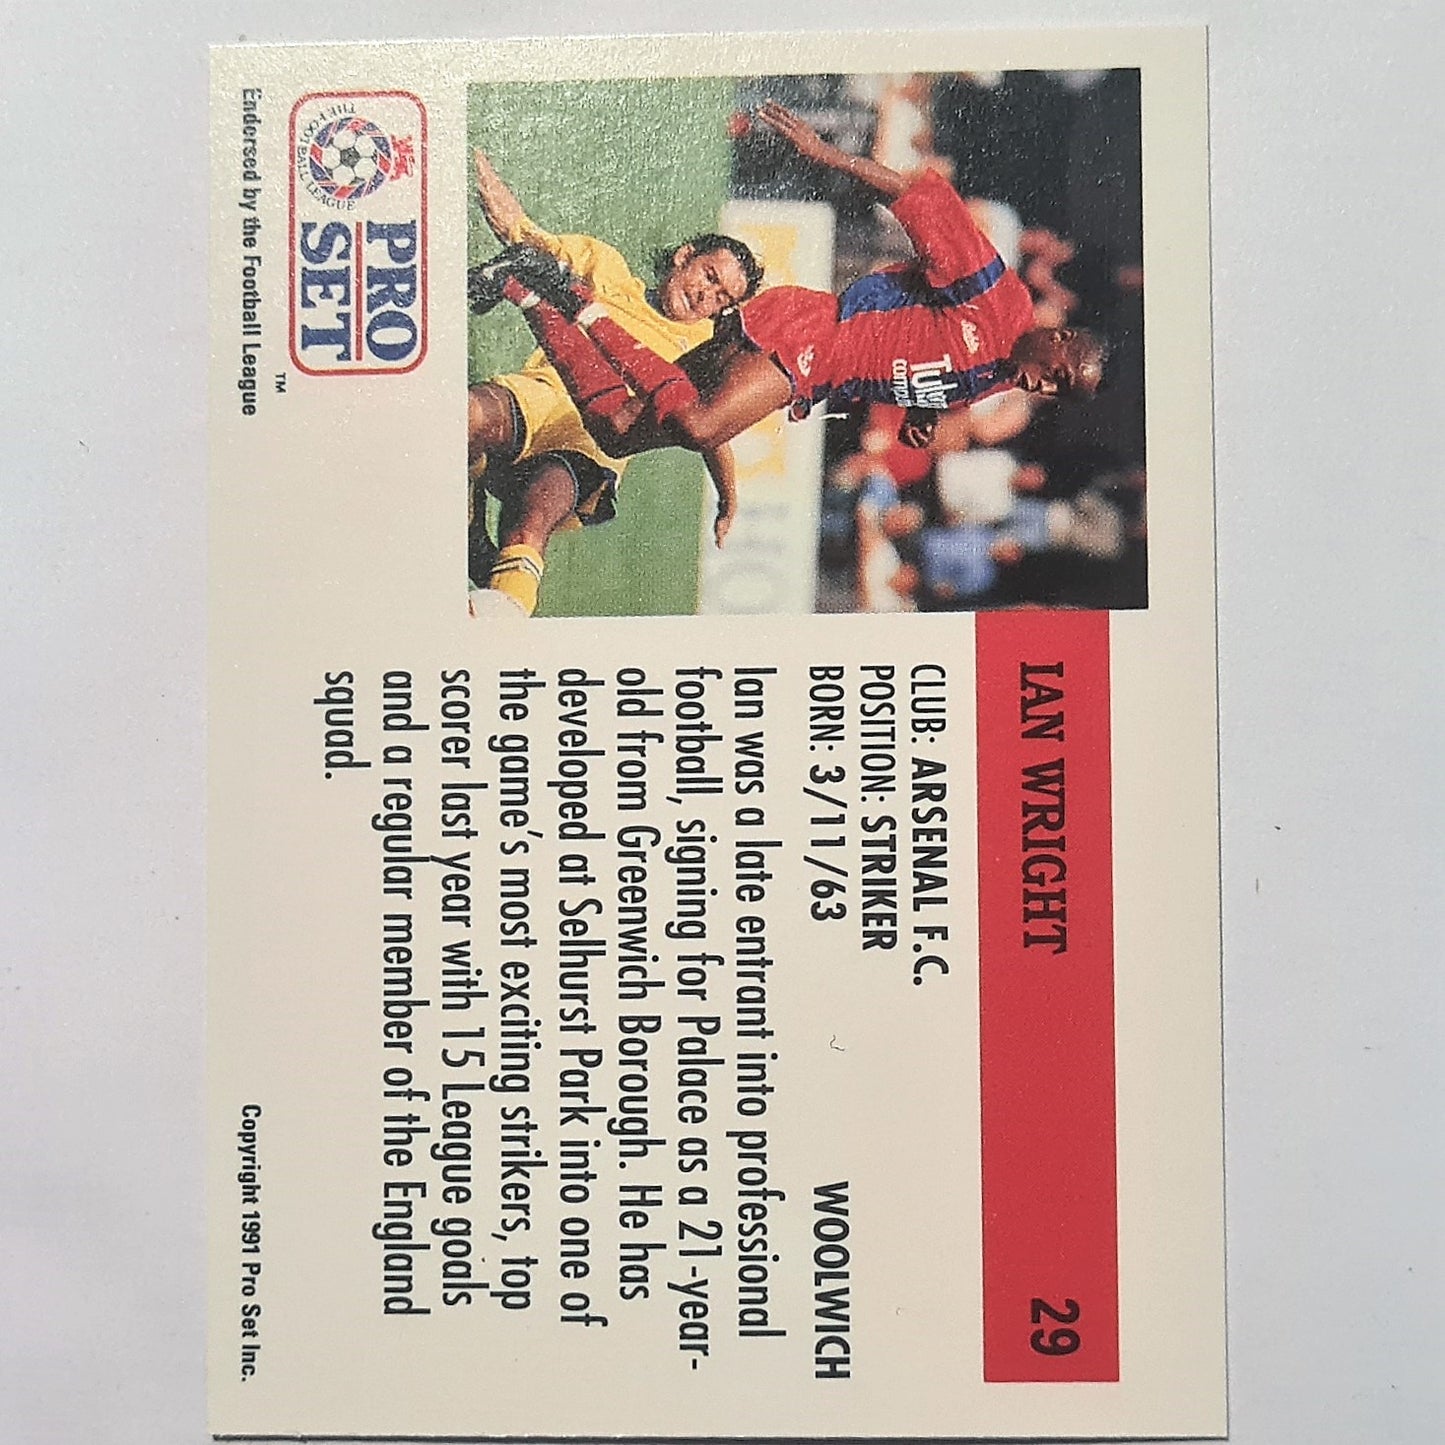 IAN WRIGHT 29
CLUB: ARSENAL F.C.
POSITION: STRIKER
BORN: 3/11/63 WOOLWICH
Ian was a late entrant into professional
football, signing for Palace as a 21-year-
old from Greenwich Borough. He has
developed at Selhurst Park into one of
the game's most exciting strikers, top
scorer last year with 15 League goals
and a regular member of the England
squad.
Tulip
computers
THE FOOTBALL LEAGUE
PRO
SET
TM
Endorsed by the Football League
Copyright 1991 Pro Set Inc.